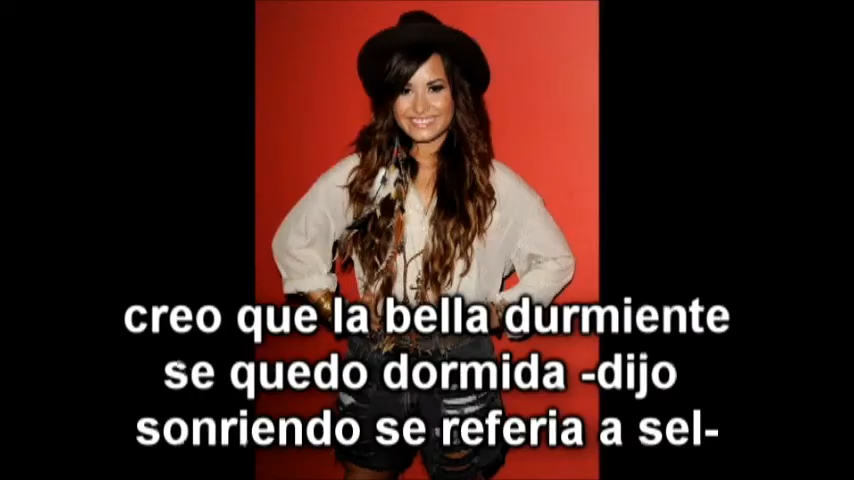 creo que la bella durmiente
se quedo dormida -dijo
sonriendo se referia a sel-